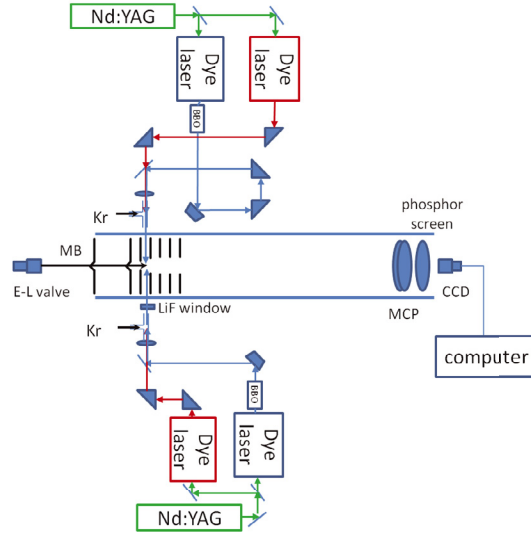 Nd:YAG
Dye
laser
Dye
laser
BBO
Kr
phosphor
screen
MB
E-L valve
LiF window
MCP
CCD
Kr
computer
BBO
Dye
laser
Dye
laser
Nd:YAG